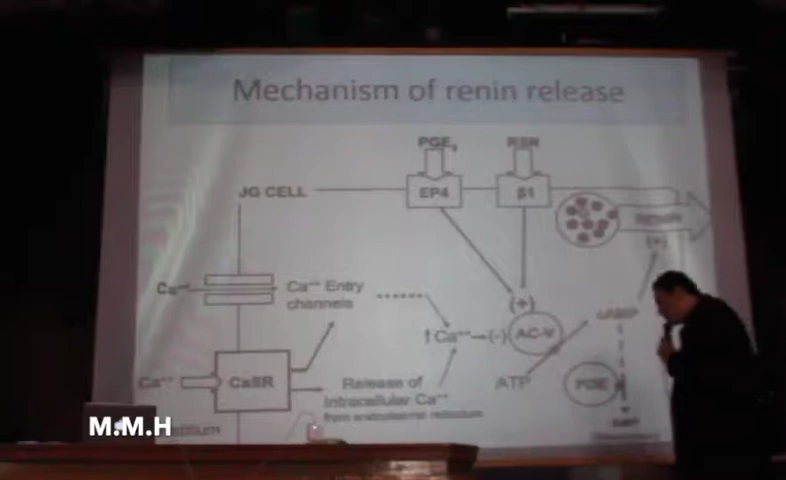 Mechanism of renin release
PGE₂
RSN
JG CELL
EP4
β1
RENIN
(+)
Ca⁺⁺
Ca⁺⁺ Entry
channels
(+)
cAMP
↑Ca⁺⁺
(-)
AC-V
Ca⁺⁺
CaSR
Release of
Intracellular Ca⁺⁺
from endoplasmic reticulum
ATP
PDE
M.M.H